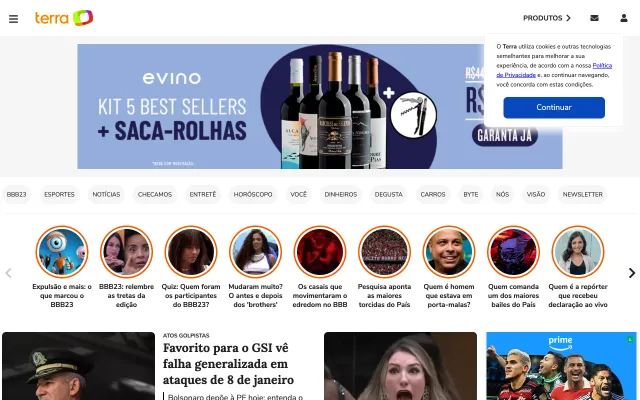 terra
PRODUTOS
O Terra utiliza cookies e outras tecnologias
semelhantes para melhorar a sua
experiência, de acordo com a nossa Política
de Privacidade e, ao continuar navegando,
você concorda com estas condições.
Continuar
evino
KIT 5 BEST SELLERS
+ SACA-ROLHAS
+
R$
GARANTA JÁ
BBB23
ESPORTES
NOTÍCIAS
CHECAMOS
ENTRETÊ
HORÓSCOPO
VOCÊ
DINHEIROS
DEGUSTA
CARROS
BYTE
NÓS
VISÃO
NEWSLETTER
Expulsão e mais: o
que marcou o
BBB23
BBB23: relembre
as tretas da
edição
Quiz: Quem foram
os participantes
do BBB23?
Mudaram muito?
O antes e depois
dos 'brothers'
Os casais que
movimentaram o
edredom no BBB
Pesquisa aponta
as maiores
torcidas do País
Quem é homem
que estava em
porta-malas?
Quem comanda
um dos maiores
bailes do País
Quem é a repórter
que recebeu
declaração ao vivo
ATOS GOLPISTAS
Favorito para o GSI vê
falha generalizada em
ataques de 8 de janeiro
Bolsonaro depõe à PF hoje; entenda o
prime